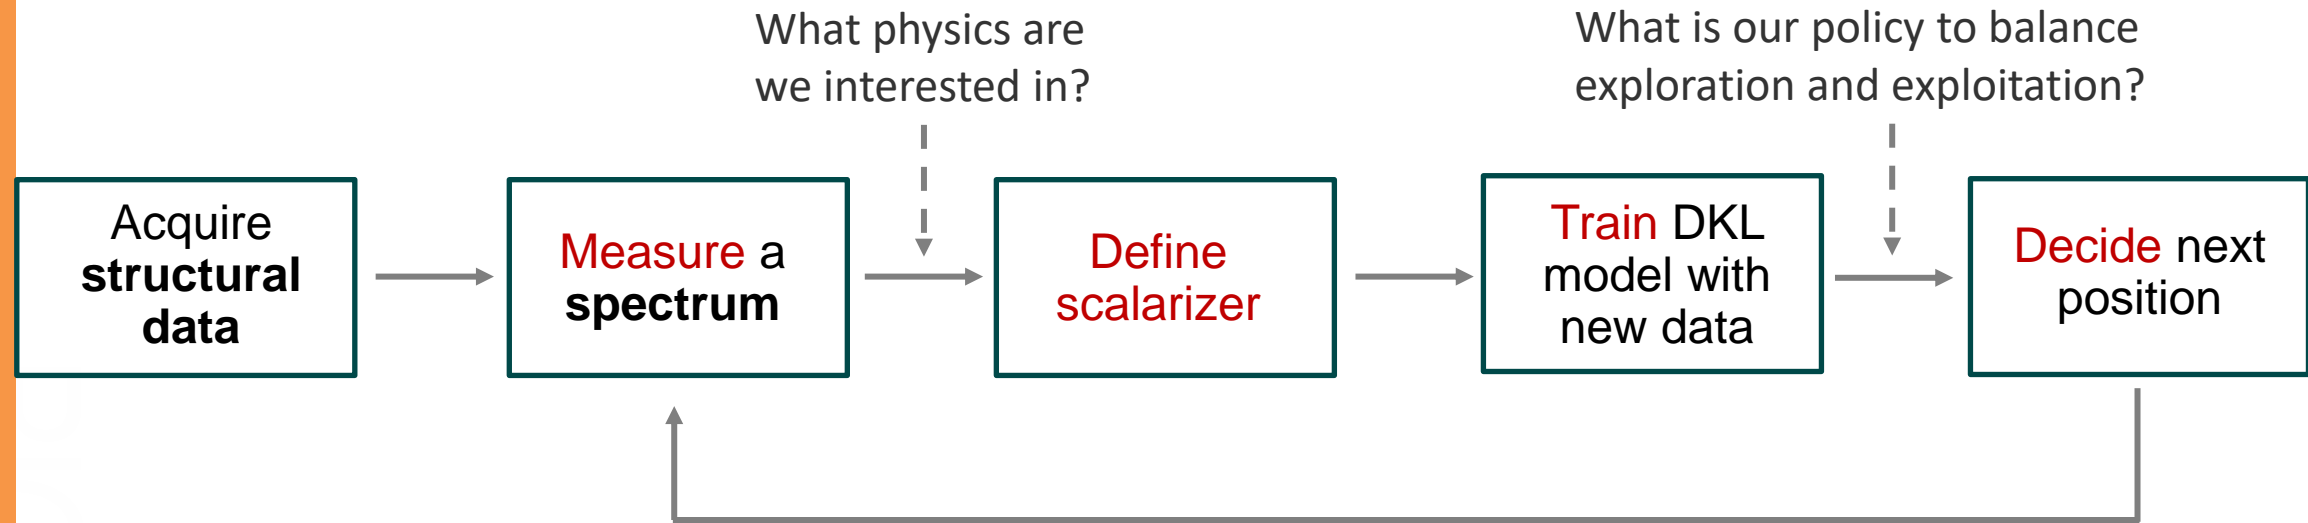 What physics are
we interested in?
What is our policy to balance
exploration and exploitation?
Acquire
structural
data
Measure a
spectrum
Define
scalarizer
Train DKL
model with
new data
Decide next
position